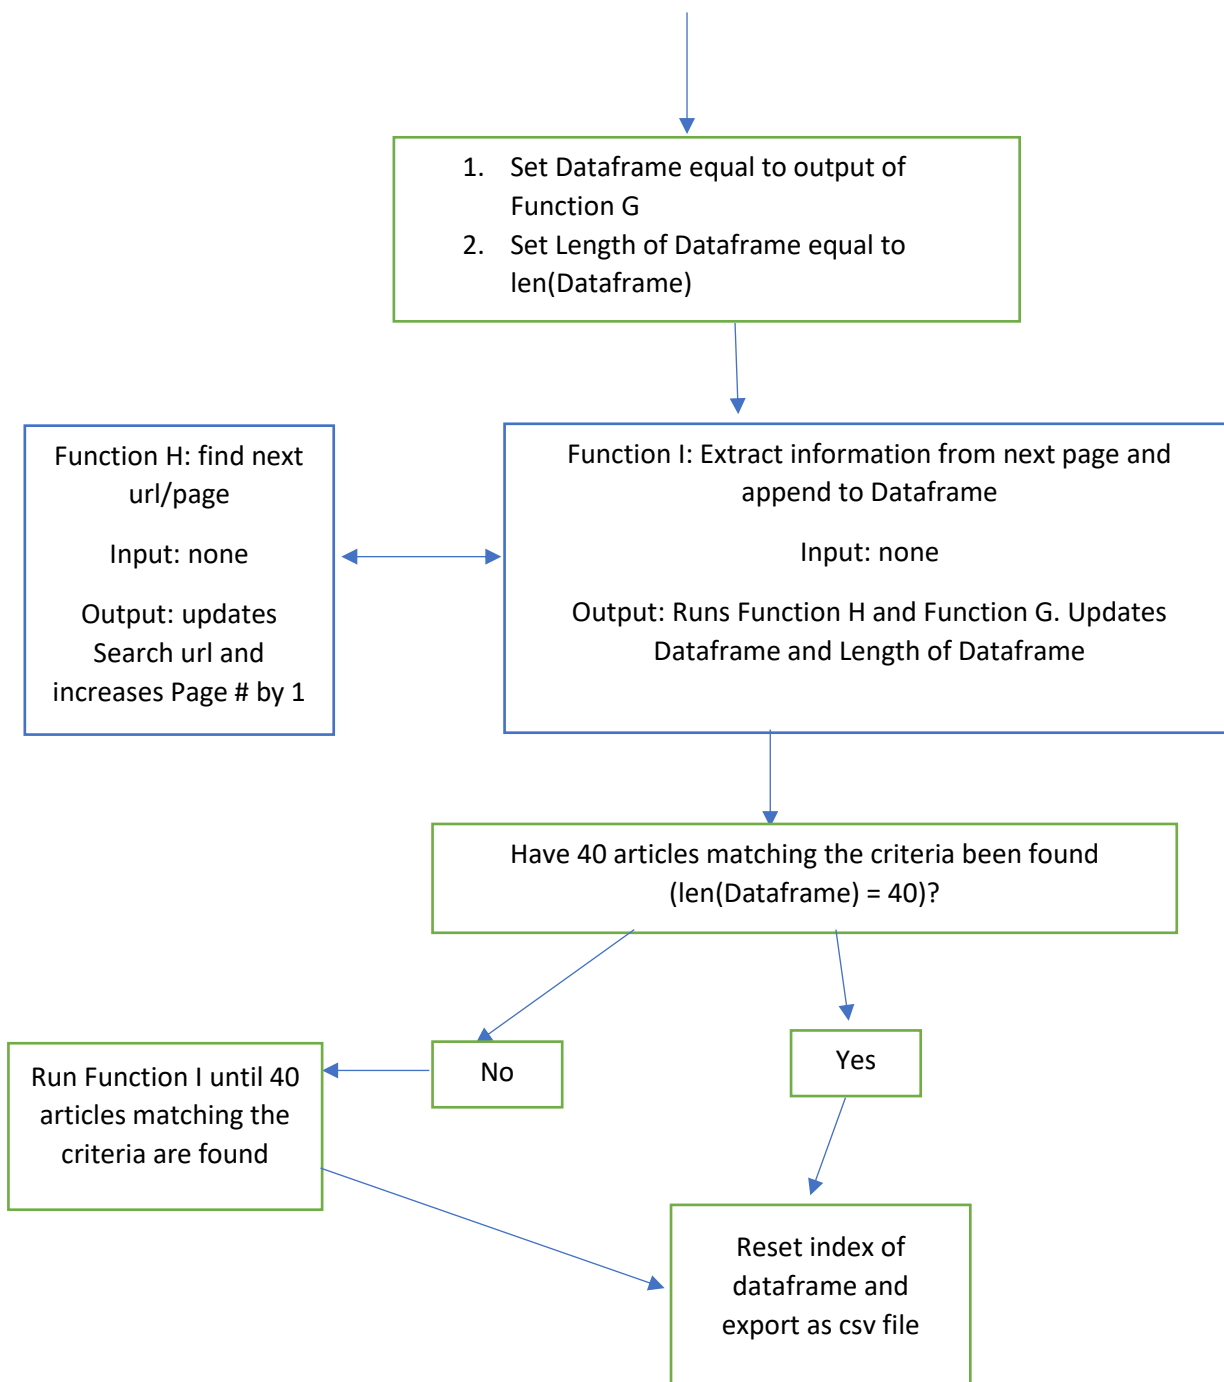 1. Set Dataframe equal to output of
Function G
2. Set Length of Dataframe equal to
len(Dataframe)
Function H: find next
url/page
Input: none
Output: updates
Search url and
increases Page # by 1
Function I: Extract information from next page and
append to Dataframe
Input: none
Output: Runs Function H and Function G. Updates
Dataframe and Length of Dataframe
Have 40 articles matching the criteria been found
(len(Dataframe) = 40)?
No
Yes
Run Function I until 40
articles matching the
criteria are found
Reset index of
dataframe and
export as csv file